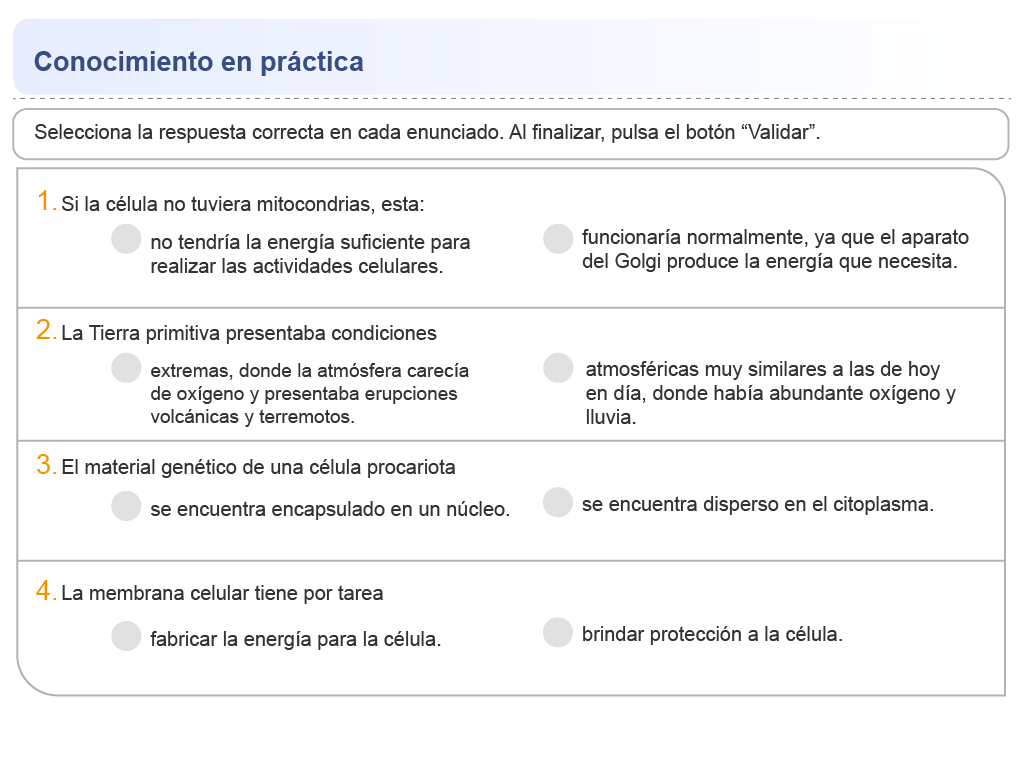 Conocimiento en práctica
Selecciona la respuesta correcta en cada enunciado. Al finalizar, pulsa el botón “Validar”.
1. Si la célula no tuviera mitocondrias, esta:
no tendría la energía suficiente para
realizar las actividades celulares.
funcionaría normalmente, ya que el aparato
del Golgi produce la energía que necesita.
2. La Tierra primitiva presentaba condiciones
extremas, donde la atmósfera carecía
de oxígeno y presentaba erupciones
volcánicas y terremotos.
atmosféricas muy similares a las de hoy
en día, donde había abundante oxígeno y
lluvia.
3. El material genético de una célula procariota
se encuentra encapsulado en un núcleo.
se encuentra disperso en el citoplasma.
4. La membrana celular tiene por tarea
fabricar la energía para la célula.
brindar protección a la célula.